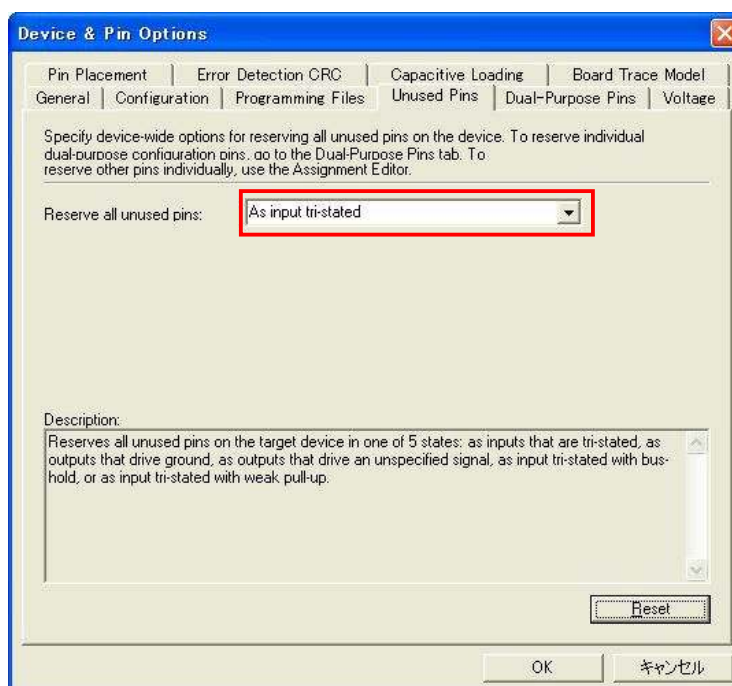 Device & Pin Options
Pin Placement Error Detection CRC Capacitive Loading Board Trace Model
General Configuration Programming Files Unused Pins Dual-Purpose Pins Voltage
Specify device-wide options for reserving all unused pins on the device. To reserve individual
dual-purpose configuration pins, go to the Dual-Purpose Pins tab. To
reserve other pins individually, use the Assignment Editor.
Reserve all unused pins: As input tri-stated
Description:
Reserves all unused pins on the target device in one of 5 states: as inputs that are tri-stated, as
outputs that drive ground, as outputs that drive an unspecified signal, as input tri-stated with bus-
hold, or as input tri-stated with weak pull-up.
Reset
OK キャンセル